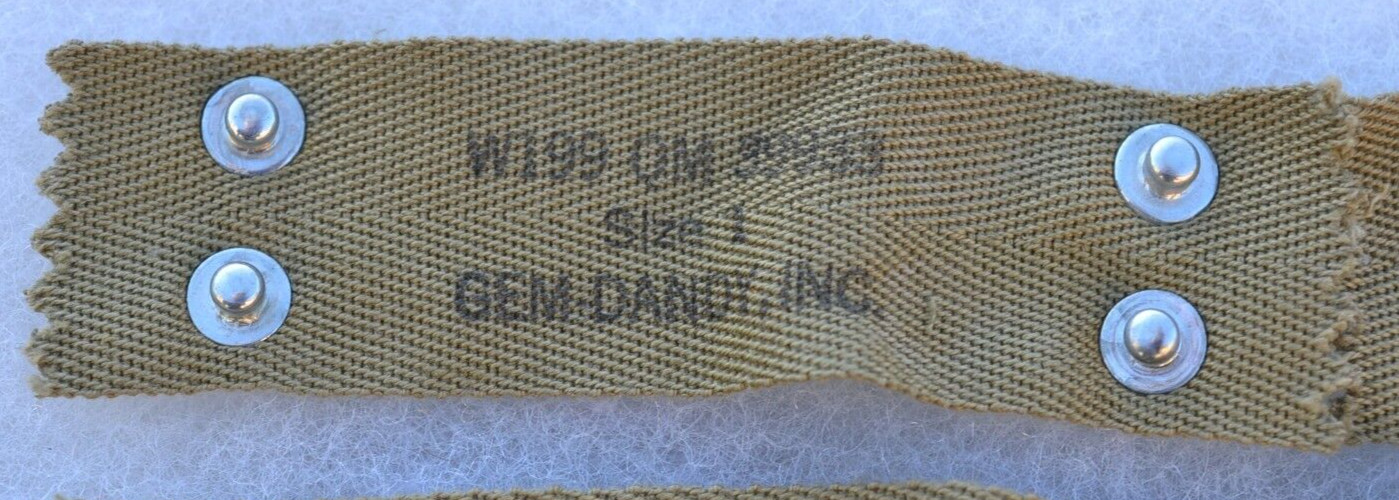 W199 QM
Size 1
GEM-DANDY, INC.